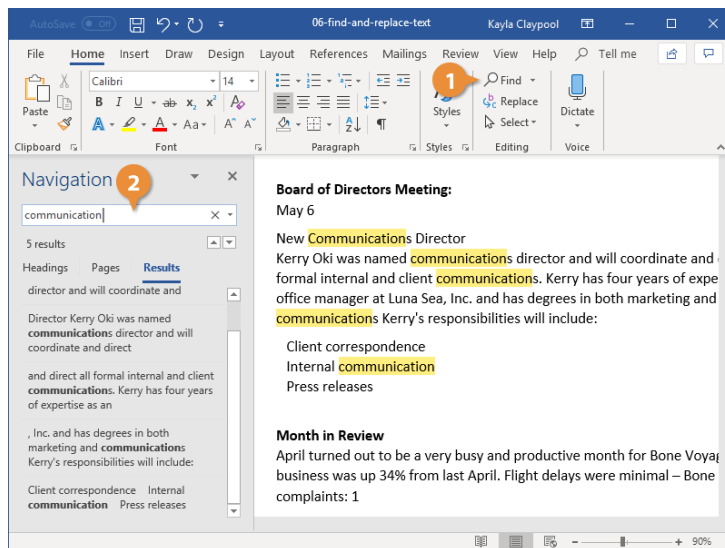 AutoSave Off 06-find-and-replace-text Kayla Claypool
File Home Insert Draw Design Layout References Mailings Review View Help Tell me
Paste
Clipboard
Calibri 14
B I U ab x₂ x² A
A A Aa A A
Font
Paragraph
Styles
Styles
1
Find
Replace
Select
Editing
Dictate
Voice
Navigation
2
communication
5 results
Headings Pages Results
director and will coordinate and
Director Kerry Oki was named
communications director and will
coordinate and direct
and direct all formal internal and client
communications. Kerry has four years
of expertise as an
, Inc. and has degrees in both
marketing and communications
Kerry's responsibilities will include:
Client correspondence Internal
communication Press releases
Board of Directors Meeting:
May 6
New Communications Director
Kerry Oki was named communications director and will coordinate and
formal internal and client communications. Kerry has four years of expe
office manager at Luna Sea, Inc. and has degrees in both marketing and
communications Kerry's responsibilities will include:
Client correspondence
Internal communication
Press releases
Month in Review
April turned out to be a very busy and productive month for Bone Voyag
business was up 34% from last April. Flight delays were minimal – Bone
complaints: 1
90%